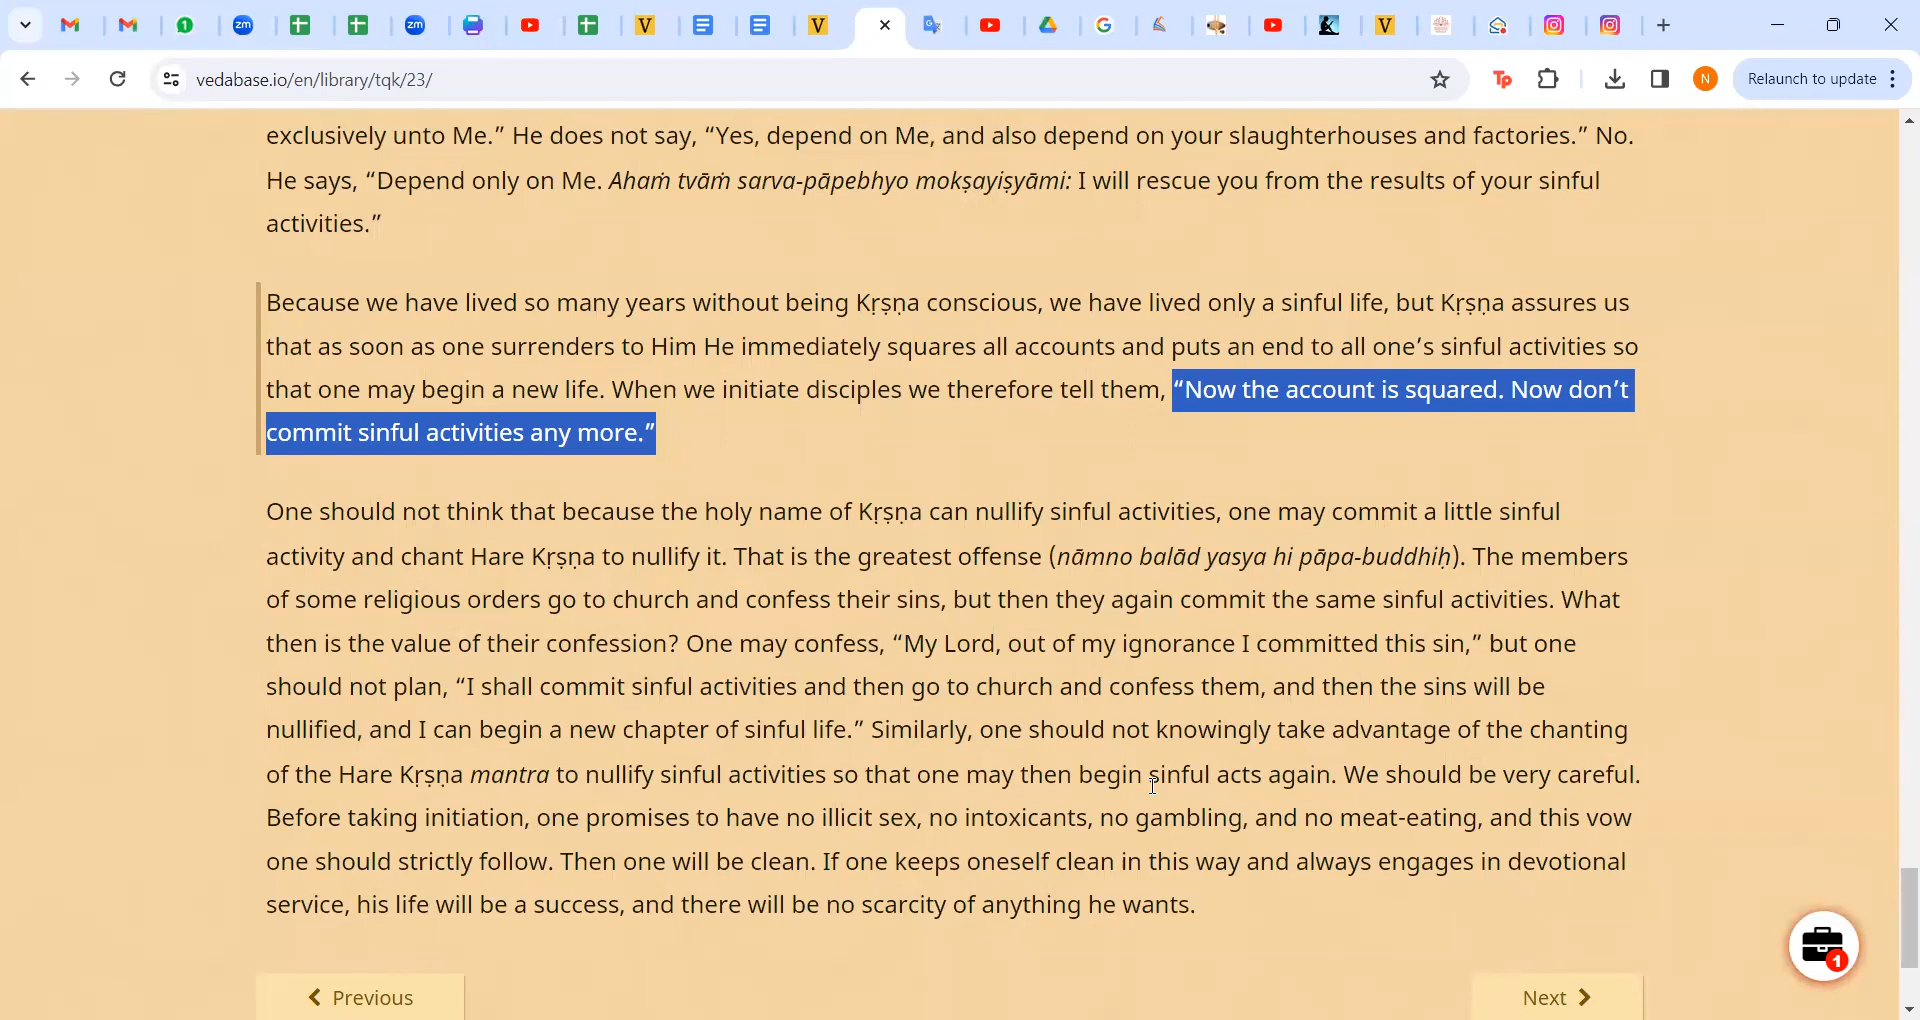 vedabase.io/en/library/tqk/23/
N
Relaunch to update
exclusively unto Me.” He does not say, “Yes, depend on Me, and also depend on your slaughterhouses and factories.” No.
He says, “Depend only on Me. Ahaṁ tvāṁ sarva-pāpebhyo mokṣayiṣyāmi: I will rescue you from the results of your sinful
activities.”
Because we have lived so many years without being Kṛṣṇa conscious, we have lived only a sinful life, but Kṛṣṇa assures us
that as soon as one surrenders to Him He immediately squares all accounts and puts an end to all one’s sinful activities so
that one may begin a new life. When we initiate disciples we therefore tell them, “Now the account is squared. Now don’t
commit sinful activities any more.”
One should not think that because the holy name of Kṛṣṇa can nullify sinful activities, one may commit a little sinful
activity and chant Hare Kṛṣṇa to nullify it. That is the greatest offense (nāmno balād yasya hi pāpa-buddhiḥ). The members
of some religious orders go to church and confess their sins, but then they again commit the same sinful activities. What
then is the value of their confession? One may confess, “My Lord, out of my ignorance I committed this sin,” but one
should not plan, “I shall commit sinful activities and then go to church and confess them, and then the sins will be
nullified, and I can begin a new chapter of sinful life.” Similarly, one should not knowingly take advantage of the chanting
of the Hare Kṛṣṇa mantra to nullify sinful activities so that one may then begin sinful acts again. We should be very careful.
Before taking initiation, one promises to have no illicit sex, no intoxicants, no gambling, and no meat-eating, and this vow
one should strictly follow. Then one will be clean. If one keeps oneself clean in this way and always engages in devotional
service, his life will be a success, and there will be no scarcity of anything he wants.
1
Previous
Next